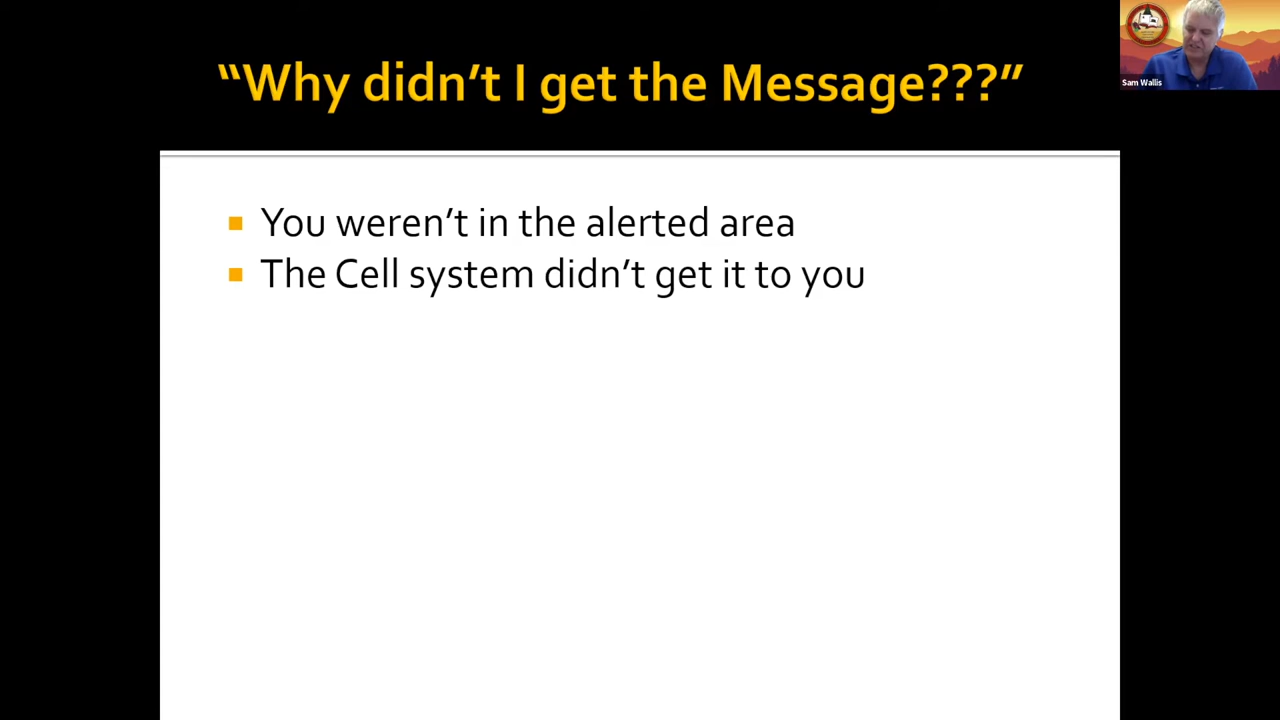 “Why didn’t I get the Message???”
Sam Wallis
You weren’t in the alerted area
The Cell system didn’t get it to you